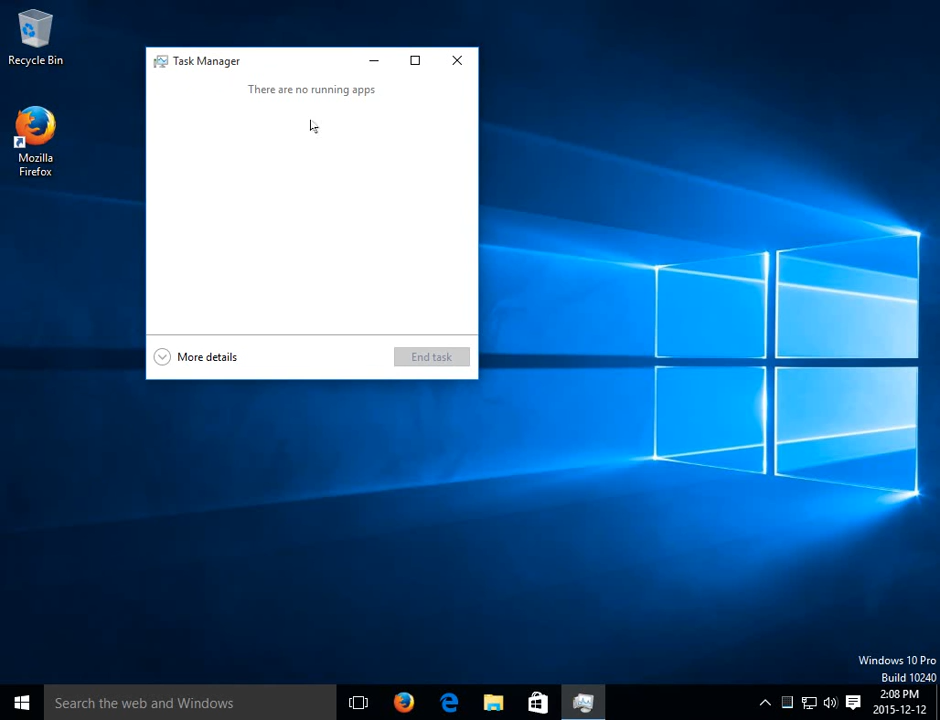 Recycle Bin
Task Manager
There are no running apps
Mozilla
Firefox
More details
End task
Windows 10 Pro
Build 10240
Search the web and Windows
2:08 PM
2015-12-12